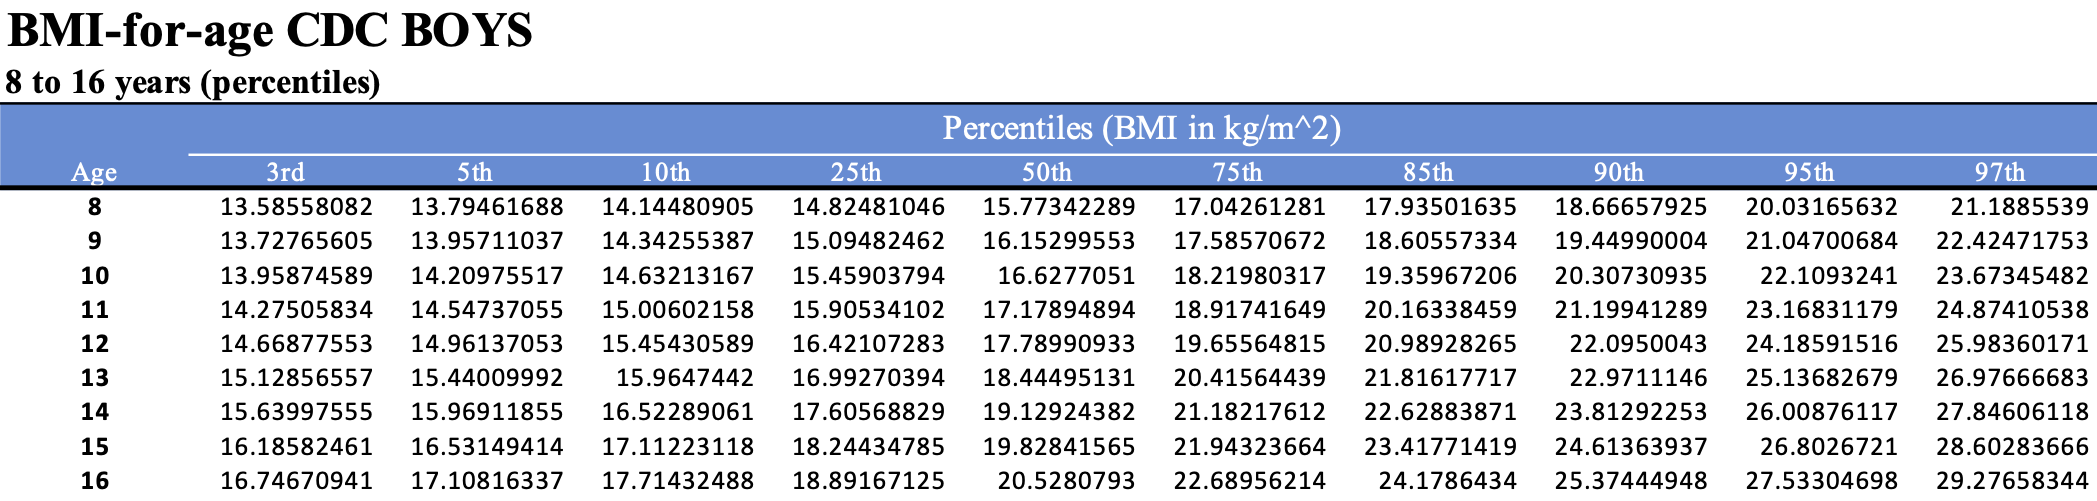 BMI-for-age CDC BOYS
8 to 16 years (percentiles)
Percentiles (BMI in kg/m^2)
Age 3rd 5th 10th 25th 50th 75th 85th 90th 95th 97th
8 13.58558082 13.79461688 14.14480905 14.82481046 15.77342289 17.04261281 17.93501635 18.66657925 20.03165632 21.1885539
9 13.72765605 13.95711037 14.34255387 15.09482462 16.15299553 17.58570672 18.60557334 19.44990004 21.04700684 22.42471753
10 13.95874589 14.20975517 14.63213167 15.45903794 16.6277051 18.21980317 19.35967206 20.30730935 22.1093241 23.67345482
11 14.27505834 14.54737055 15.00602158 15.90534102 17.17894894 18.91741649 20.16338459 21.19941289 23.16831179 24.87410538
12 14.66877553 14.96137053 15.45430589 16.42107283 17.78990933 19.65564815 20.98928265 22.0950043 24.18591516 25.98360171
13 15.12856557 15.44009992 15.9647442 16.99270394 18.44495131 20.41564439 21.81617717 22.9711146 25.13682679 26.97666683
14 15.63997555 15.96911855 16.52289061 17.60568829 19.12924382 21.18217612 22.62883871 23.81292253 26.00876117 27.84606118
15 16.18582461 16.53149414 17.11223118 18.24434785 19.82841565 21.94323664 23.41771419 24.61363937 26.8026721 28.60283666
16 16.74670941 17.10816337 17.71432488 18.89167125 20.5280793 22.68956214 24.1786434 25.37444948 27.53304698 29.27658344